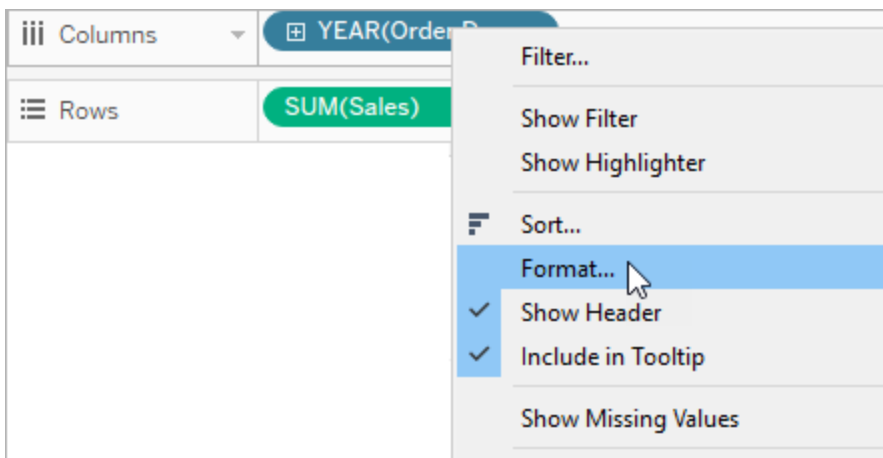 Columns
YEAR(Order
Rows
SUM(Sales)
Filter...
Show Filter
Show Highlighter
Sort...
Format...
Show Header
Include in Tooltip
Show Missing Values